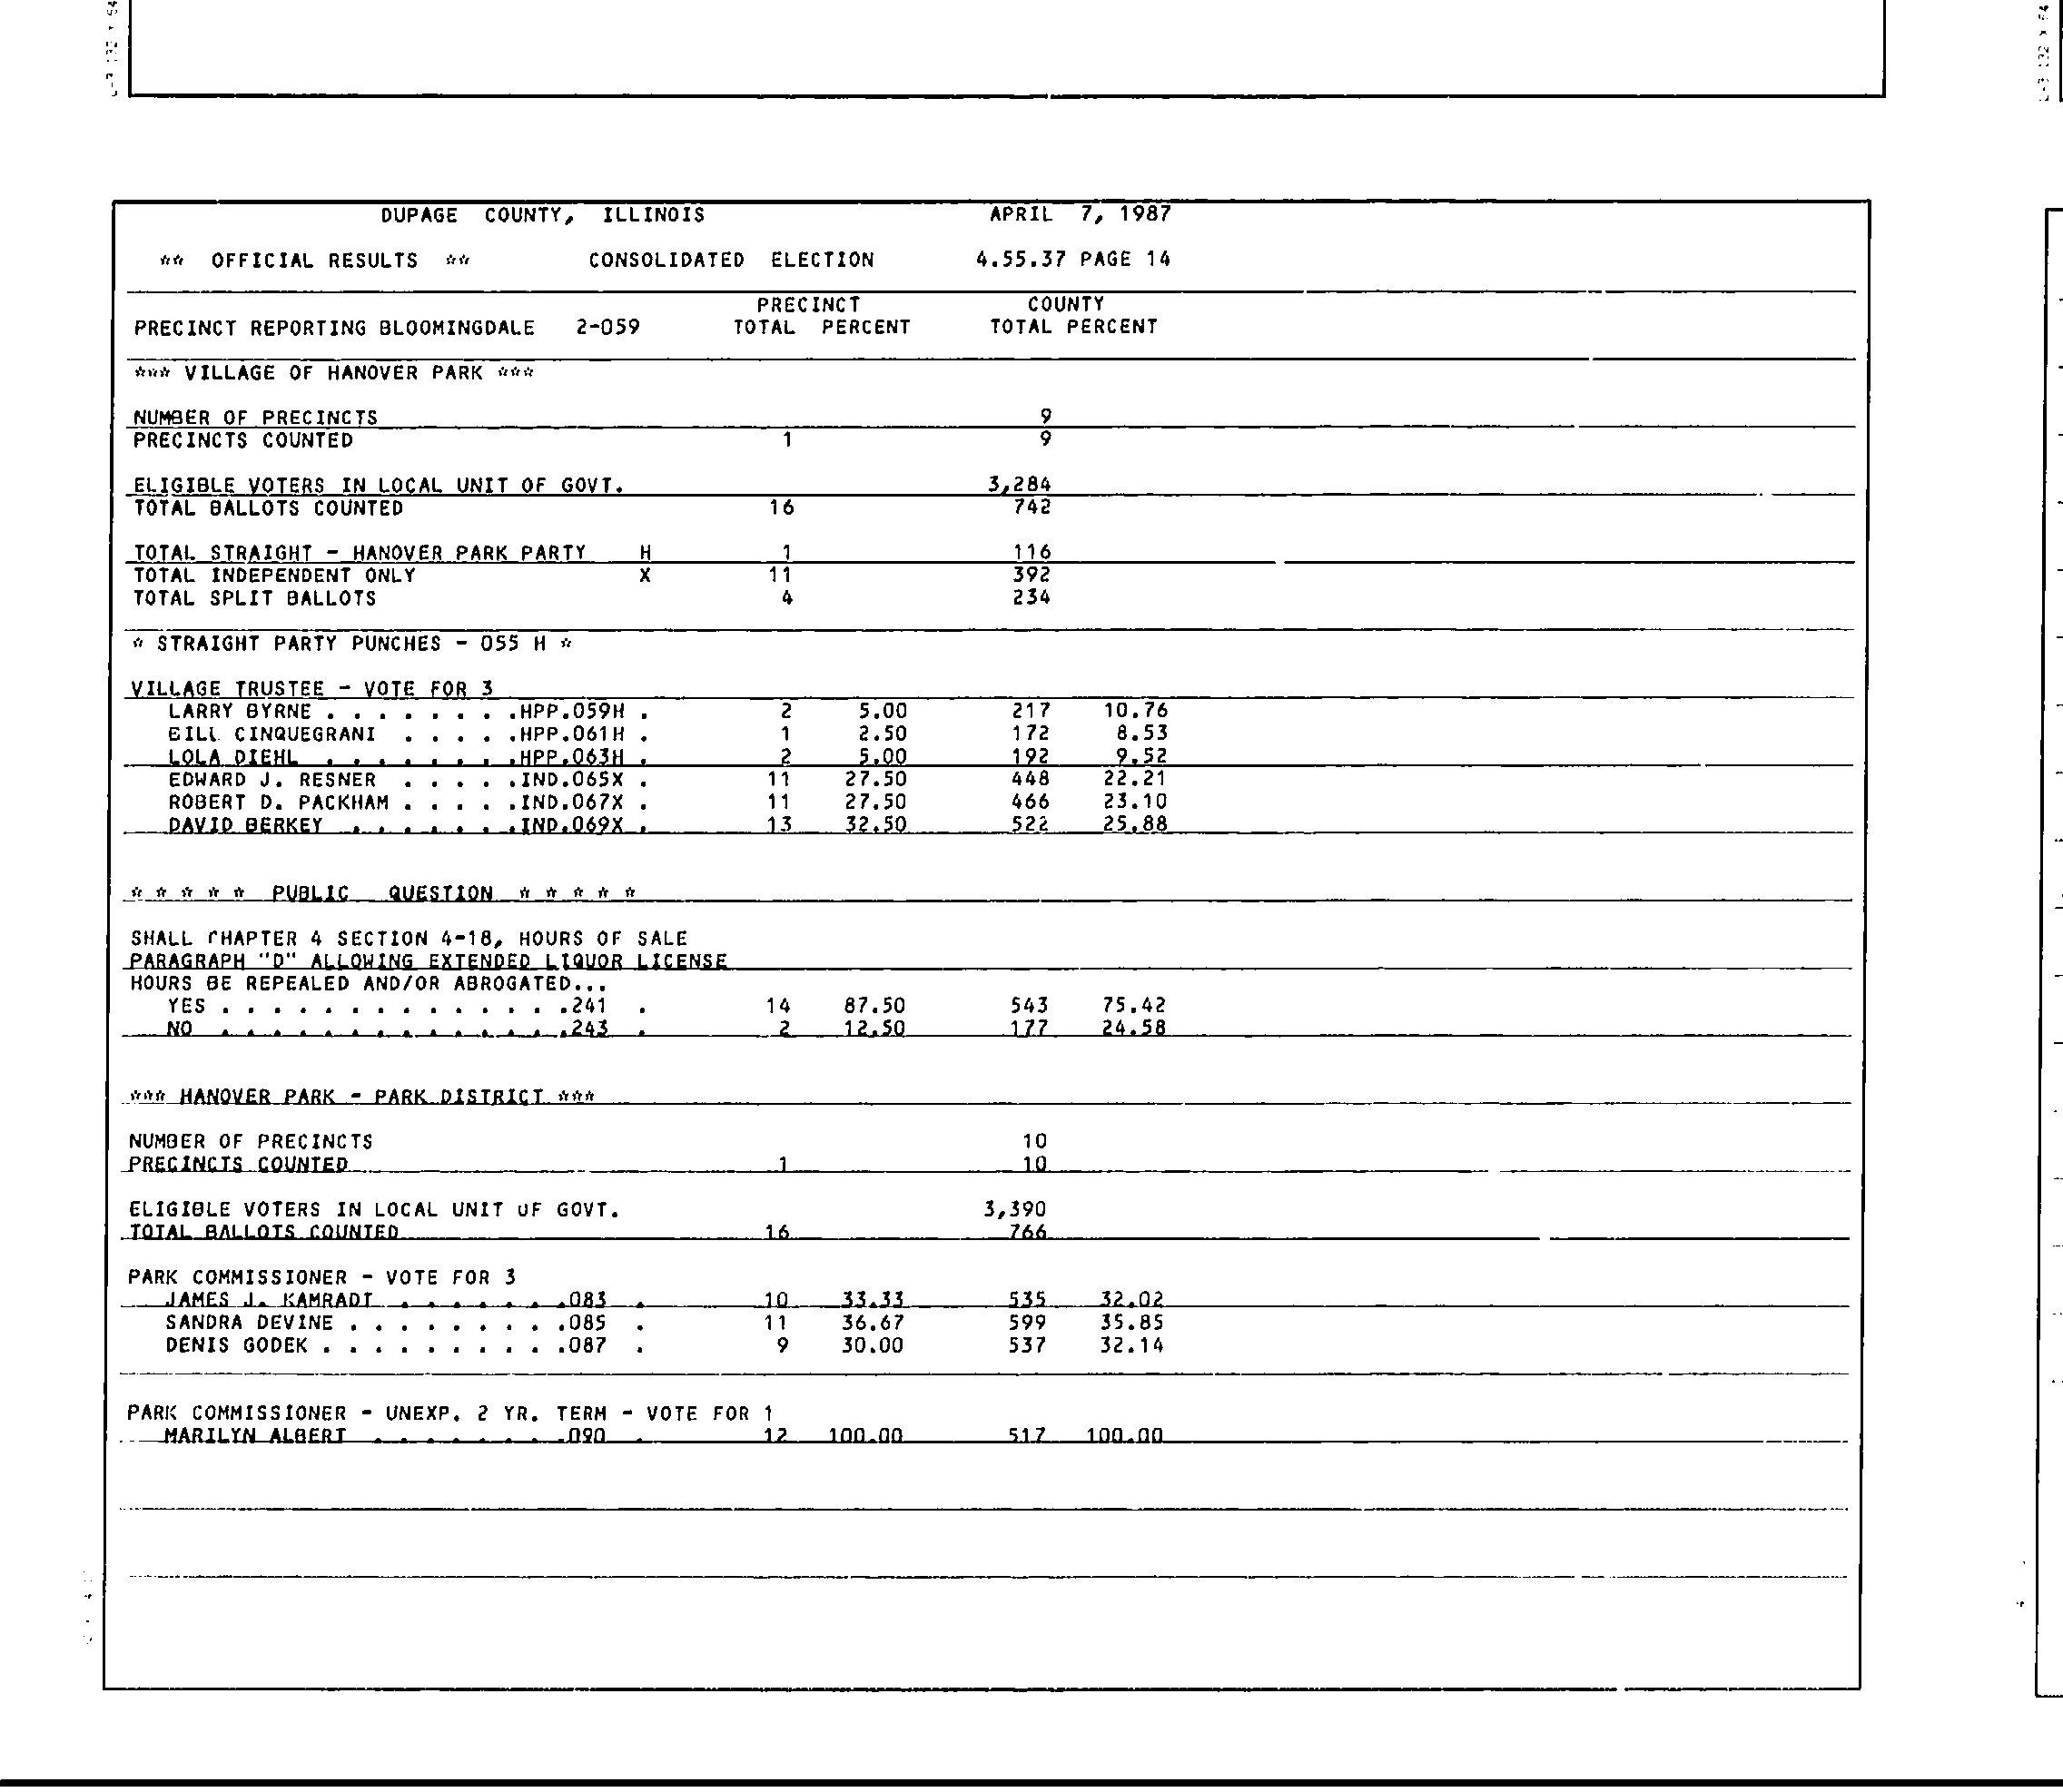 DUPAGE COUNTY, ILLINOIS APRIL 7, 1987
** OFFICIAL RESULTS ** CONSOLIDATED ELECTION 4.55.37 PAGE 14
PRECINCT COUNTY
PRECINCT REPORTING BLOOMINGDALE 2-059 TOTAL PERCENT TOTAL PERCENT
*** VILLAGE OF HANOVER PARK ***
NUMBER OF PRECINCTS 9
PRECINCTS COUNTED 1 9
ELIGIBLE VOTERS IN LOCAL UNIT OF GOVT. 3,284
TOTAL BALLOTS COUNTED 16 742
TOTAL STRAIGHT - HANOVER PARK PARTY H 1 116
TOTAL INDEPENDENT ONLY X 11 392
TOTAL SPLIT BALLOTS 4 234
* STRAIGHT PARTY PUNCHES - 055 H *
VILLAGE TRUSTEE - VOTE FOR 3
LARRY BYRNE . . . . . . . .HPP.059H . 2 5.00 217 10.76
BILL CINQUEGRANI . . . . .HPP.061H . 1 2.50 172 8.53
LOLA DIEHL . . . . . . . .HPP.063H . 2 5.00 192 9.52
EDWARD J. RESNER . . . . .IND.065X . 11 27.50 448 22.21
ROBERT D. PACKHAM . . . . .IND.067X . 11 27.50 466 23.10
DAVID BERKEY . . . . . . .IND.069X . 13 32.50 522 25.88
* * * * * PUBLIC QUESTION * * * * *
SHALL CHAPTER 4 SECTION 4-18, HOURS OF SALE
PARAGRAPH "D" ALLOWING EXTENDED LIQUOR LICENSE
HOURS BE REPEALED AND/OR ABROGATED...
YES . . . . . . . . . . . . . .241 . 14 87.50 543 75.42
NO . . . . . . . . . . . . . .243 . 2 12.50 177 24.58
*** HANOVER PARK - PARK DISTRICT ***
NUMBER OF PRECINCTS 10
PRECINCTS COUNTED 1 10
ELIGIBLE VOTERS IN LOCAL UNIT OF GOVT. 3,390
TOTAL BALLOTS COUNTED 16 766
PARK COMMISSIONER - VOTE FOR 3
JAMES J. KAMRADT . . . . . . .083 . 10 33.33 535 32.02
SANDRA DEVINE . . . . . . . . .085 . 11 36.67 599 35.85
DENIS GODEK . . . . . . . . . .087 . 9 30.00 537 32.14
PARK COMMISSIONER - UNEXP. 2 YR. TERM - VOTE FOR 1
MARILYN ALBERT . . . . . . . .090 . 12 100.00 517 100.00